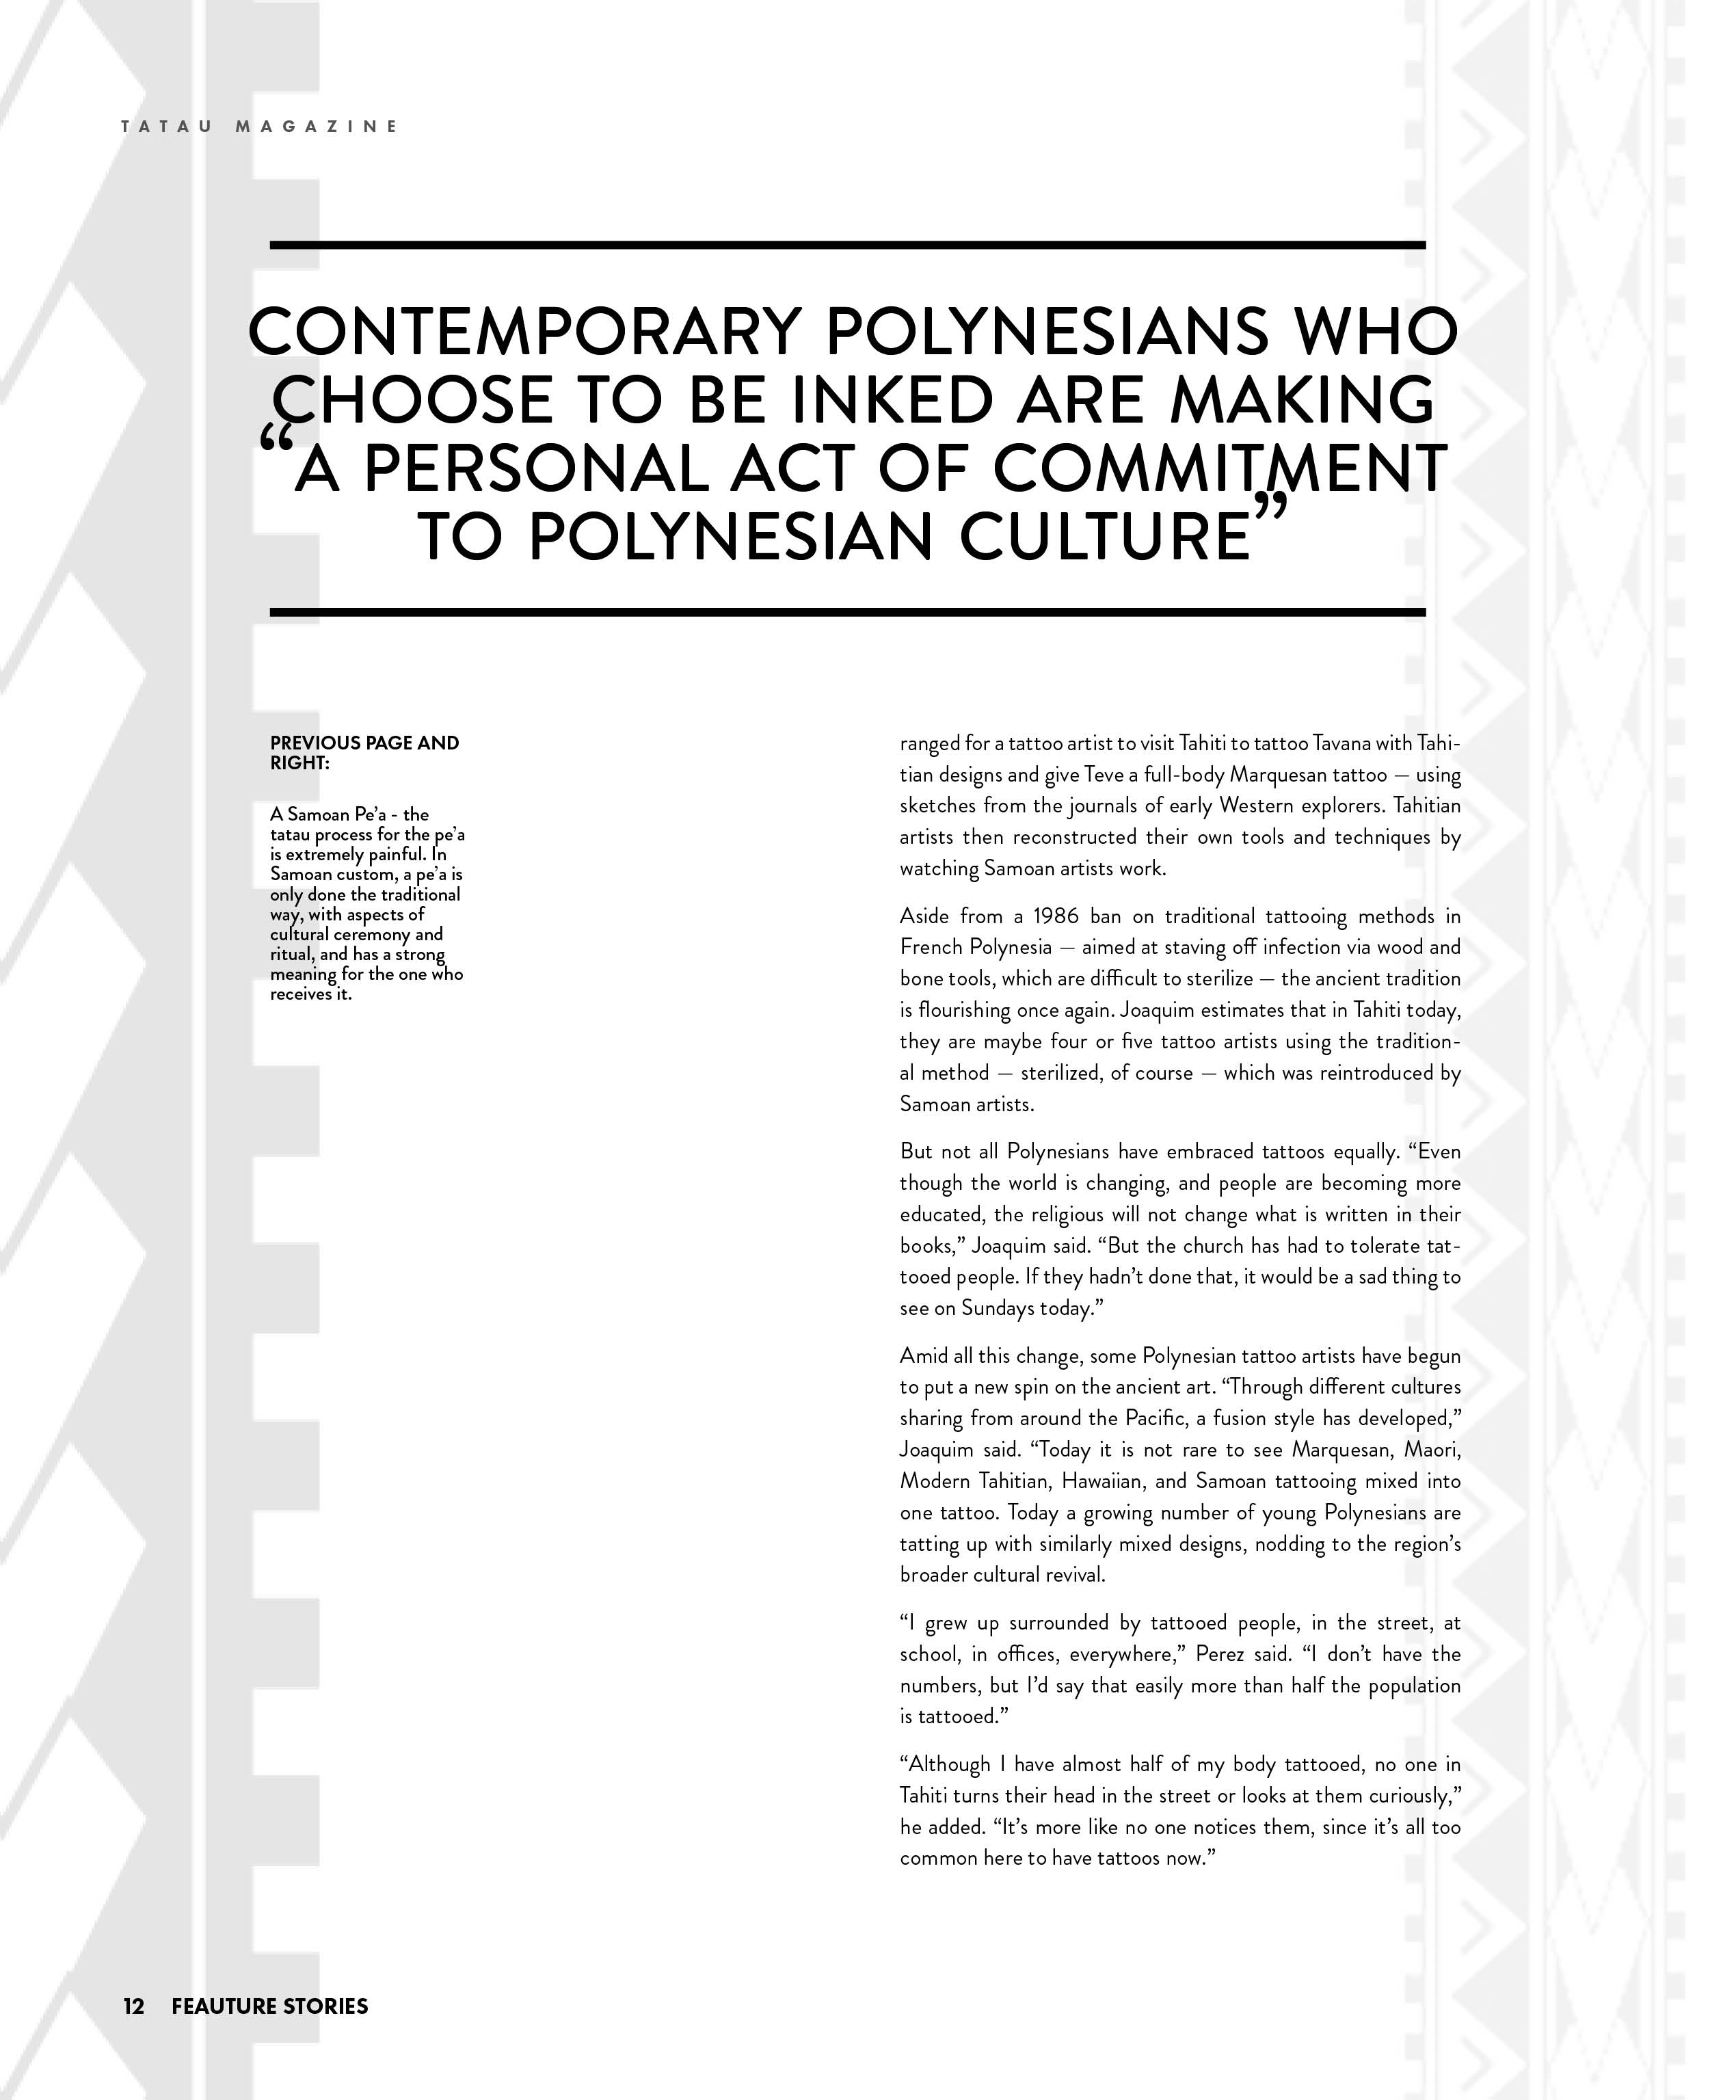 TATAU MAGAZINE
CONTEMPORARY POLYNESIANS WHO
CHOOSE TO BE INKED ARE MAKING
“A PERSONAL ACT OF COMMITMENT
TO POLYNESIAN CULTURE”
PREVIOUS PAGE AND
RIGHT:
A Samoan Pe’a - the
tatau process for the pe’a
is extremely painful. In
Samoan custom, a pe’a is
only done the traditional
way, with aspects of
cultural ceremony and
ritual, and has a strong
meaning for the one who
receives it.
ranged for a tattoo artist to visit Tahiti to tattoo Tavana with Tahi-
tian designs and give Teve a full-body Marquesan tattoo — using
sketches from the journals of early Western explorers. Tahitian
artists then reconstructed their own tools and techniques by
watching Samoan artists work.
Aside from a 1986 ban on traditional tattooing methods in
French Polynesia — aimed at staving off infection via wood and
bone tools, which are difficult to sterilize — the ancient tradition
is flourishing once again. Joaquim estimates that in Tahiti today,
they are maybe four or five tattoo artists using the tradition-
al method — sterilized, of course — which was reintroduced by
Samoan artists.
But not all Polynesians have embraced tattoos equally. “Even
though the world is changing, and people are becoming more
educated, the religious will not change what is written in their
books,” Joaquim said. “But the church has had to tolerate tat-
tooed people. If they hadn’t done that, it would be a sad thing to
see on Sundays today.”
Amid all this change, some Polynesian tattoo artists have begun
to put a new spin on the ancient art. “Through different cultures
sharing from around the Pacific, a fusion style has developed,”
Joaquim said. “Today it is not rare to see Marquesan, Maori,
Modern Tahitian, Hawaiian, and Samoan tattooing mixed into
one tattoo. Today a growing number of young Polynesians are
tatting up with similarly mixed designs, nodding to the region’s
broader cultural revival.
“I grew up surrounded by tattooed people, in the street, at
school, in offices, everywhere,” Perez said. “I don’t have the
numbers, but I’d say that easily more than half the population
is tattooed.”
“Although I have almost half of my body tattooed, no one in
Tahiti turns their head in the street or looks at them curiously,”
he added. “It’s more like no one notices them, since it’s all too
common here to have tattoos now.”
12 FEAUTURE STORIES